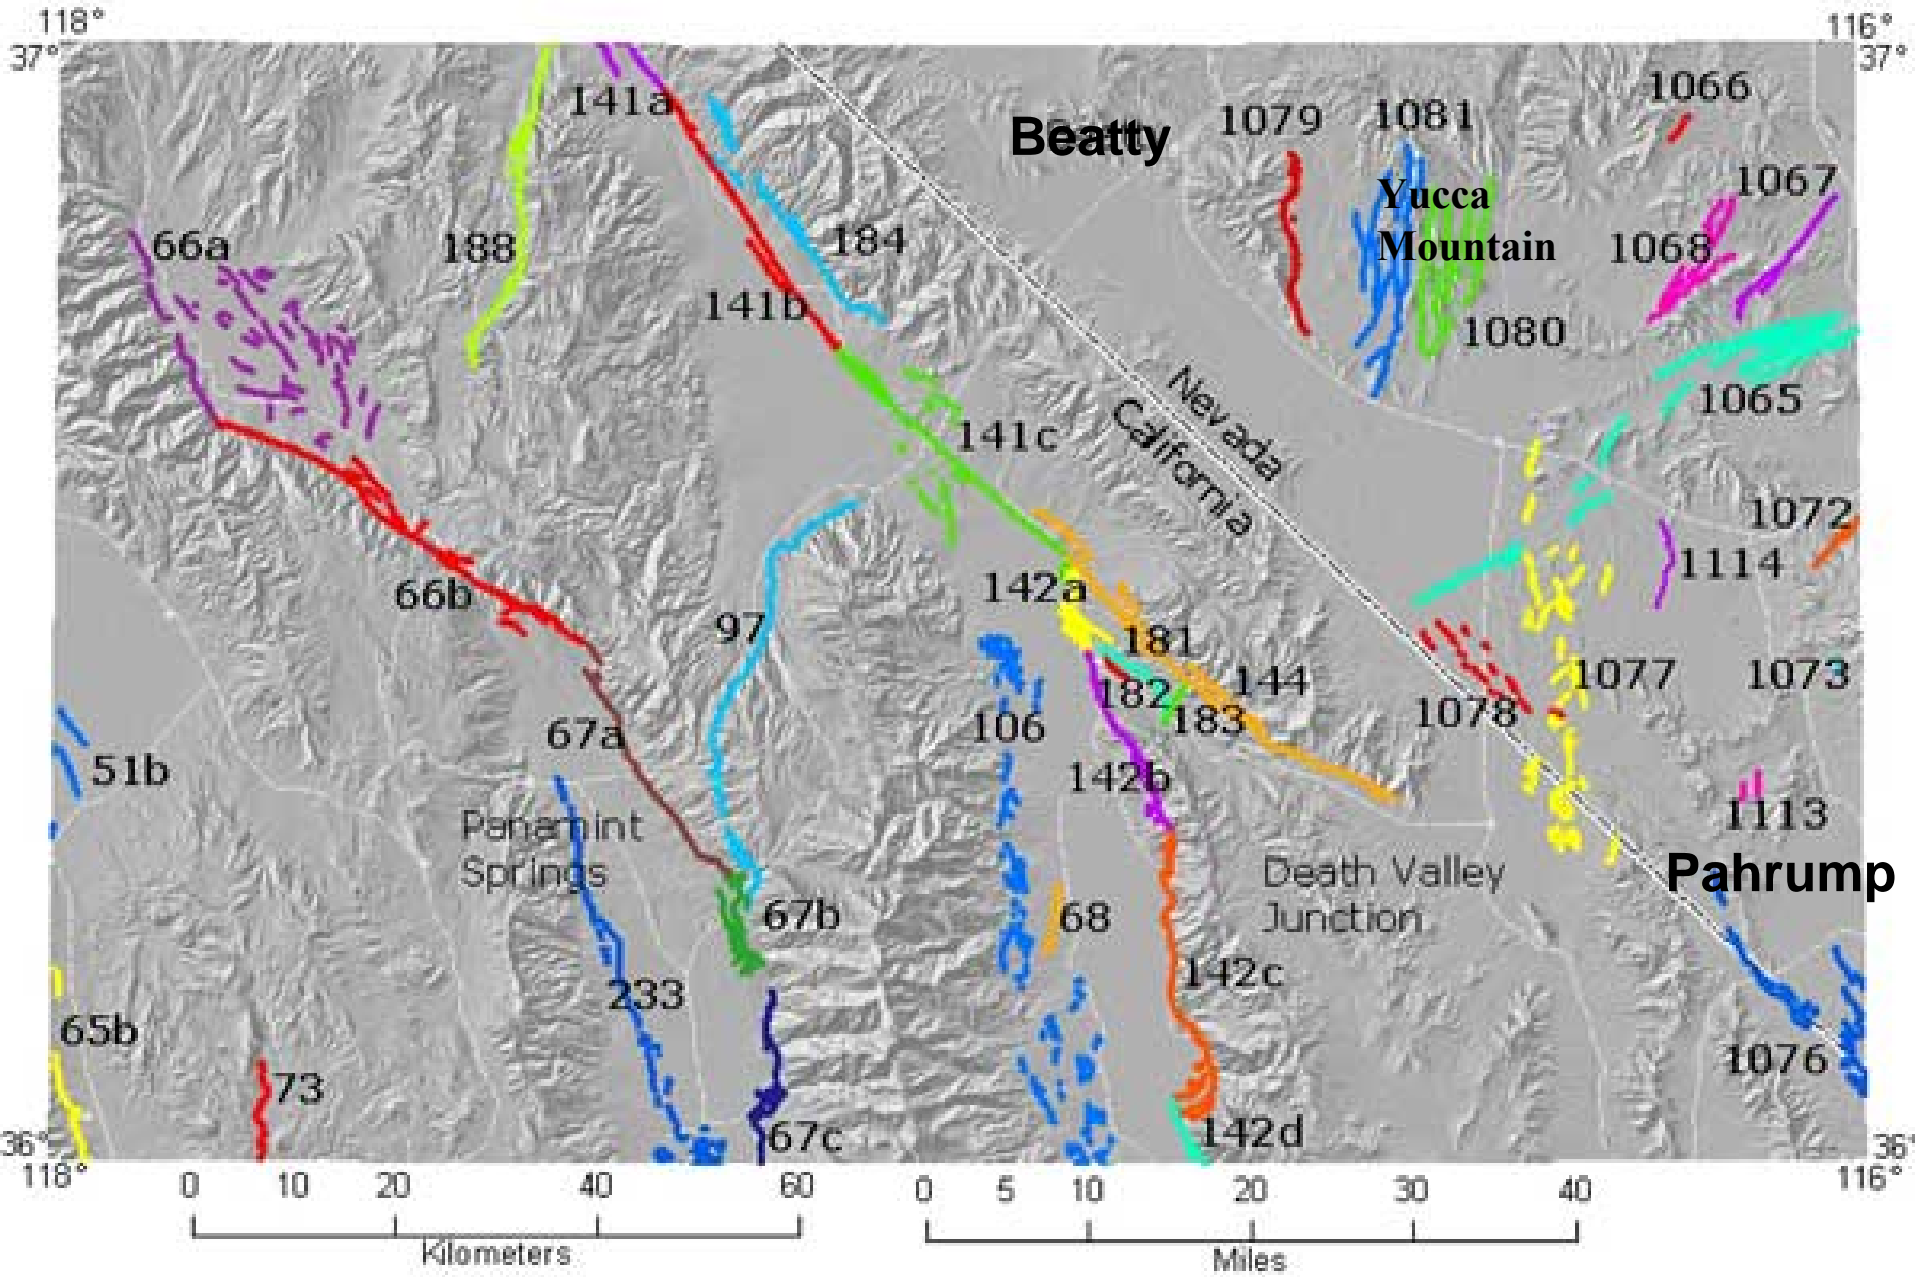 118°
116°
37°
37°
1066
141a
1079
1081
Beatty
1067
Yucca
66a
188
184
Mountain
1068
141b
1080
1065
Nevada
141c
California
1072
142a
1114
66b
97
181
1077
1073
144
182
1078
183
106
67a
51b
142b
1113
Panamint
Springs
Death Valley
Junction
Pahrump
67b
68
142c
233
65b
1076
73
67c
142d
36°
36°
118°
116°
0 10 20 40 60
0 5 10 20 30 40
Kilometers
Miles